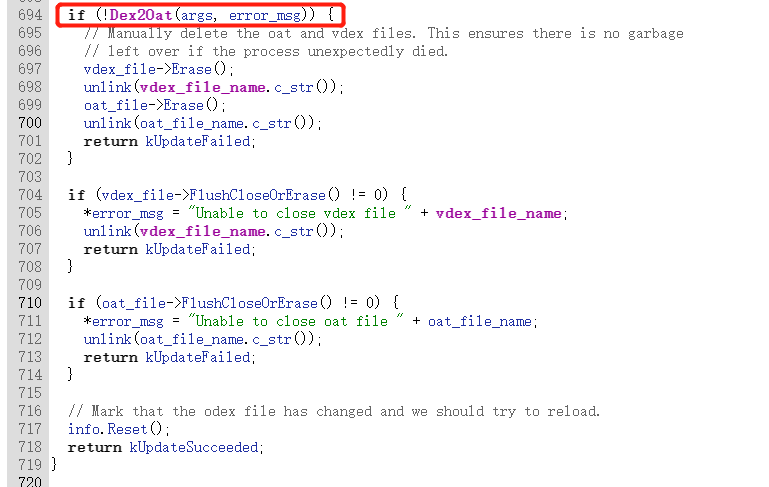 694 if (!Dex2Oat(args, error_msg)) {
695 // Manually delete the oat and vdex files. This ensures there is no garbage
696 // left over if the process unexpectedly died.
697 vdex_file->Erase();
698 unlink(vdex_file_name.c_str());
699 oat_file->Erase();
700 unlink(oat_file_name.c_str());
701 return kUpdateFailed;
702 }
703
704 if (vdex_file->FlushCloseOrErase() != 0) {
705 *error_msg = "Unable to close vdex file " + vdex_file_name;
706 unlink(vdex_file_name.c_str());
707 return kUpdateFailed;
708 }
709
710 if (oat_file->FlushCloseOrErase() != 0) {
711 *error_msg = "Unable to close oat file " + oat_file_name;
712 unlink(oat_file_name.c_str());
713 return kUpdateFailed;
714 }
715
716 // Mark that the odex file has changed and we should try to reload.
717 info.Reset();
718 return kUpdateSucceeded;
719 }
720